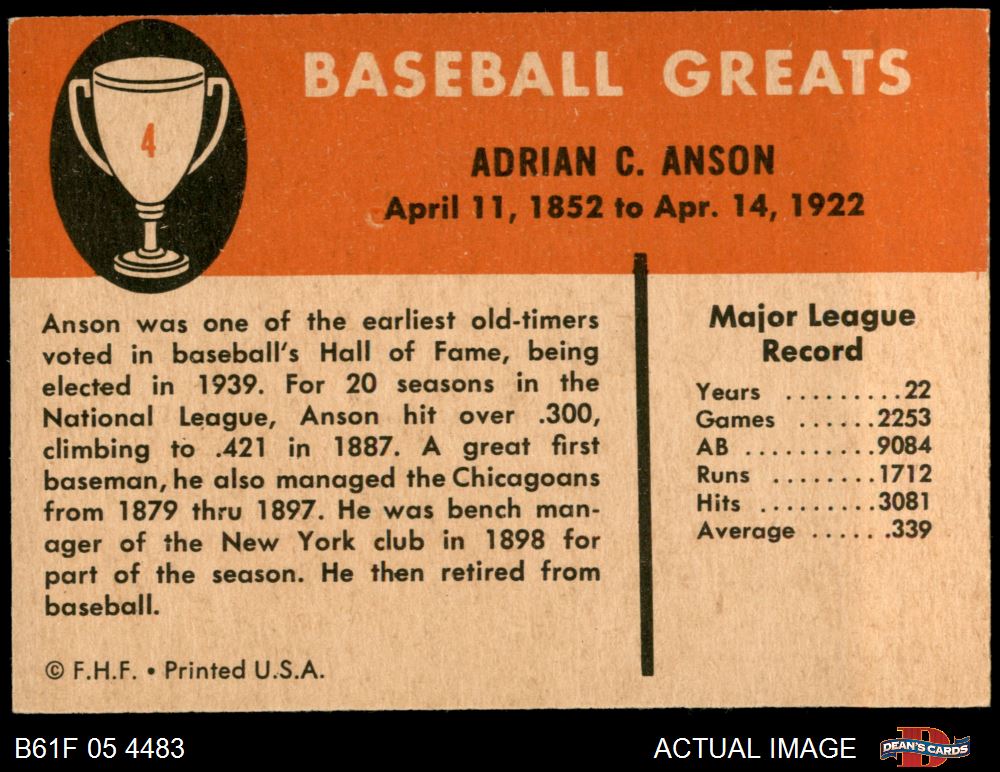 4
BASEBALL GREATS
ADRIAN C. ANSON
April 11, 1852 to Apr. 14, 1922
Anson was one of the earliest old-timers
voted in baseball's Hall of Fame, being
elected in 1939. For 20 seasons in the
National League, Anson hit over .300,
climbing to .421 in 1887. A great first
baseman, he also managed the Chicagoans
from 1879 thru 1897. He was bench man-
ager of the New York club in 1898 for
part of the season. He then retired from
baseball.
© F.H.F. • Printed U.S.A.
Major League
Record
Years .........22
Games ......2253
AB ..........9084
Runs ........1712
Hits .........3081
Average ......339
B61F 05 4483
ACTUAL IMAGE
D
DEAN'S CARDS